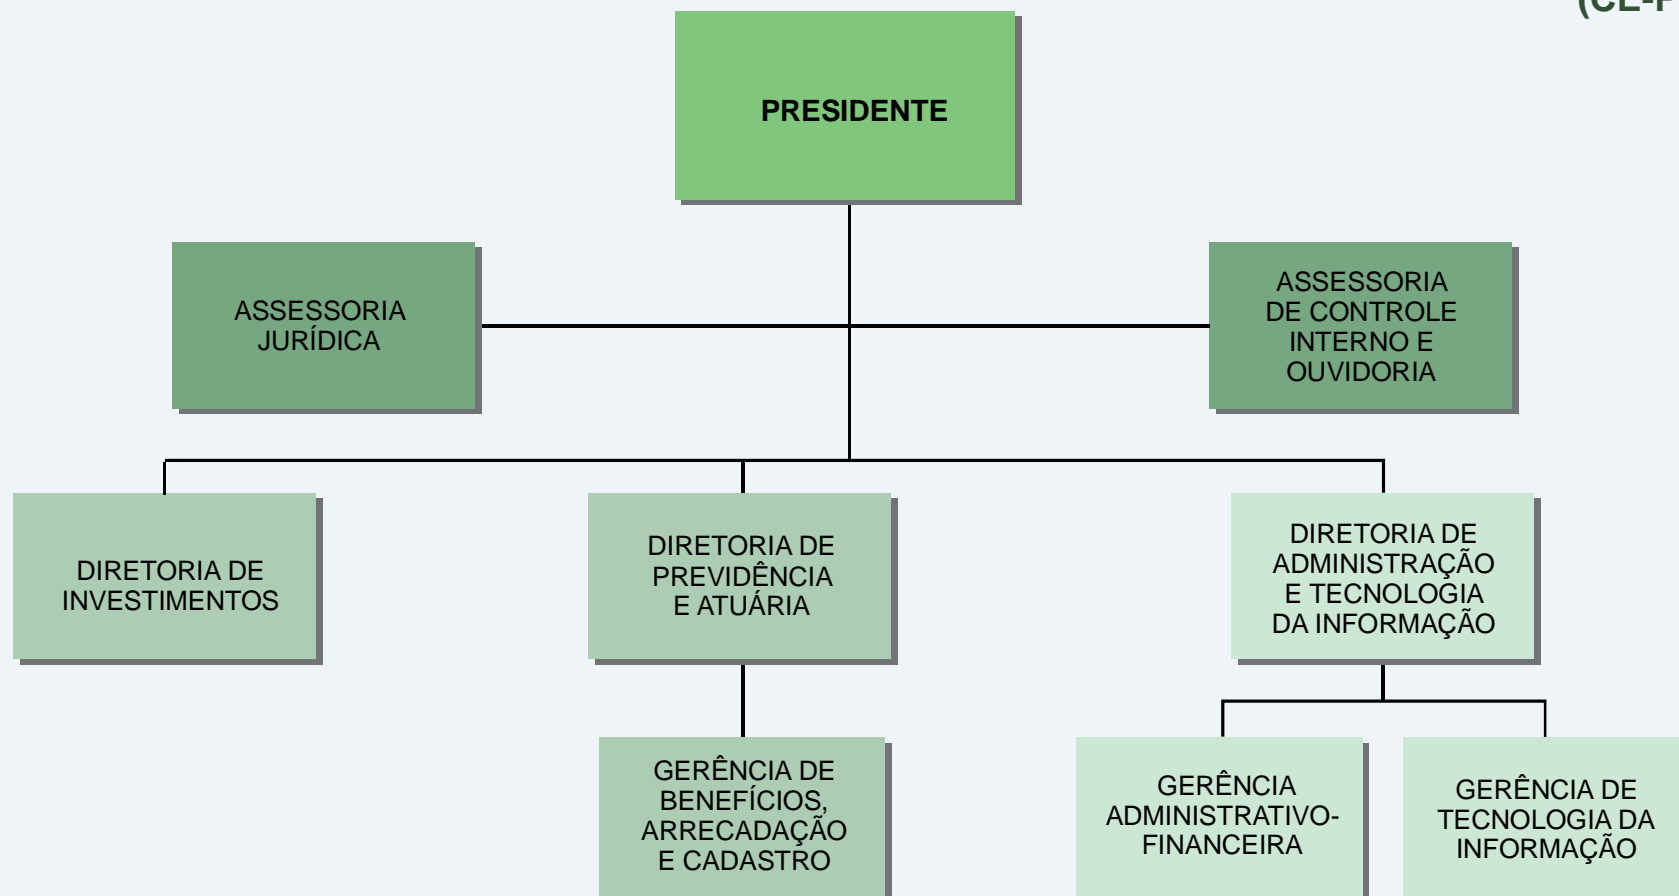 PRESIDENTE
ASSESSORIA
JURÍDICA
ASSESSORIA
DE CONTROLE
INTERNO E
OUVIDORIA
DIRETORIA DE
INVESTIMENTOS
DIRETORIA DE
PREVIDÊNCIA
E ATUÁRIA
DIRETORIA DE
ADMINISTRAÇÃO
E TECNOLOGIA
DA INFORMAÇÃO
GERÊNCIA DE
BENEFÍCIOS,
ARRECADAÇÃO
E CADASTRO
GERÊNCIA
ADMINISTRATIVO-
FINANCEIRA
GERÊNCIA DE
TECNOLOGIA DA
INFORMAÇÃO